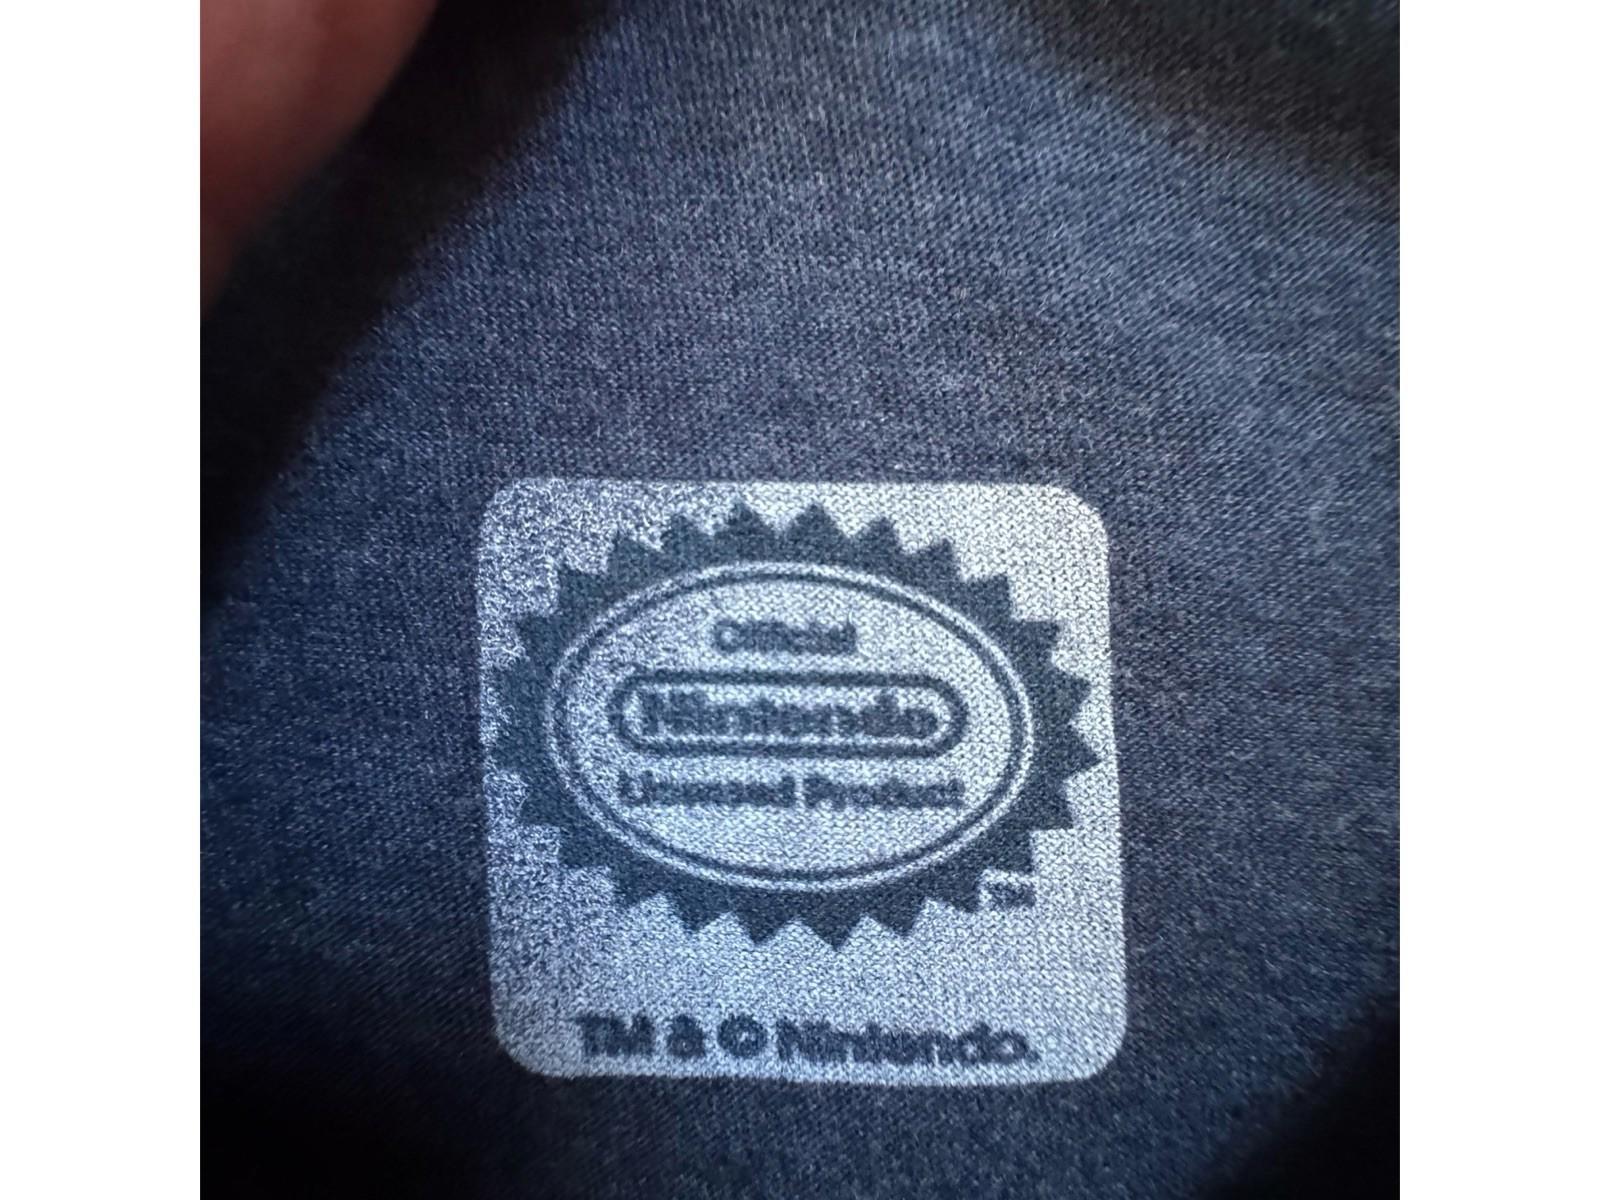 Official
Nintendo
Licensed Product
TM
TM & © Nintendo.